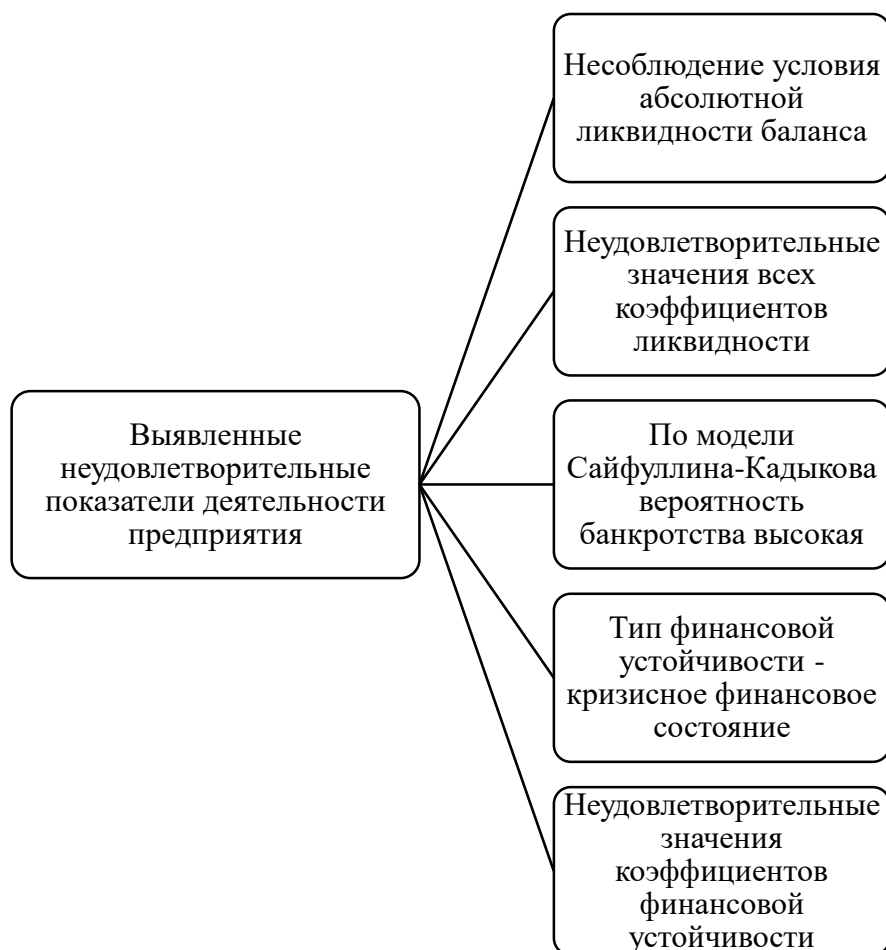 Выявленные
неудовлетворительные
показатели деятельности
предприятия
Несоблюдение условия
абсолютной
ликвидности баланса
Неудовлетворительные
значения всех
коэффициентов
ликвидности
По модели
Сайфуллина-Кадыкова
вероятность
банкротства высокая
Тип финансовой
устойчивости -
кризисное финансовое
состояние
Неудовлетворительные
значения
коэффициентов
финансовой
устойчивости